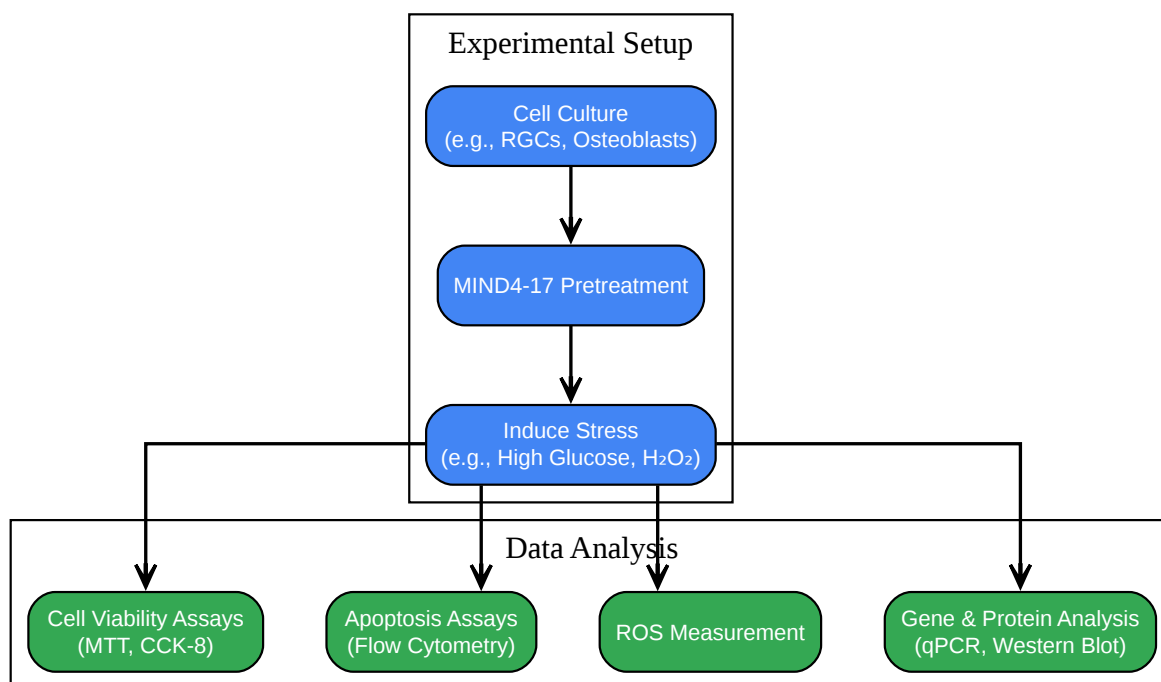 Experimental Setup
Cell Culture
(e.g., RGCs, Osteoblasts)
MIND4-17 Pretreatment
Induce Stress
(e.g., High Glucose, H₂O₂)
Data Analysis
Cell Viability Assays
(MTT, CCK-8)
Apoptosis Assays
(Flow Cytometry)
ROS Measurement
Gene & Protein Analysis
(qPCR, Western Blot)